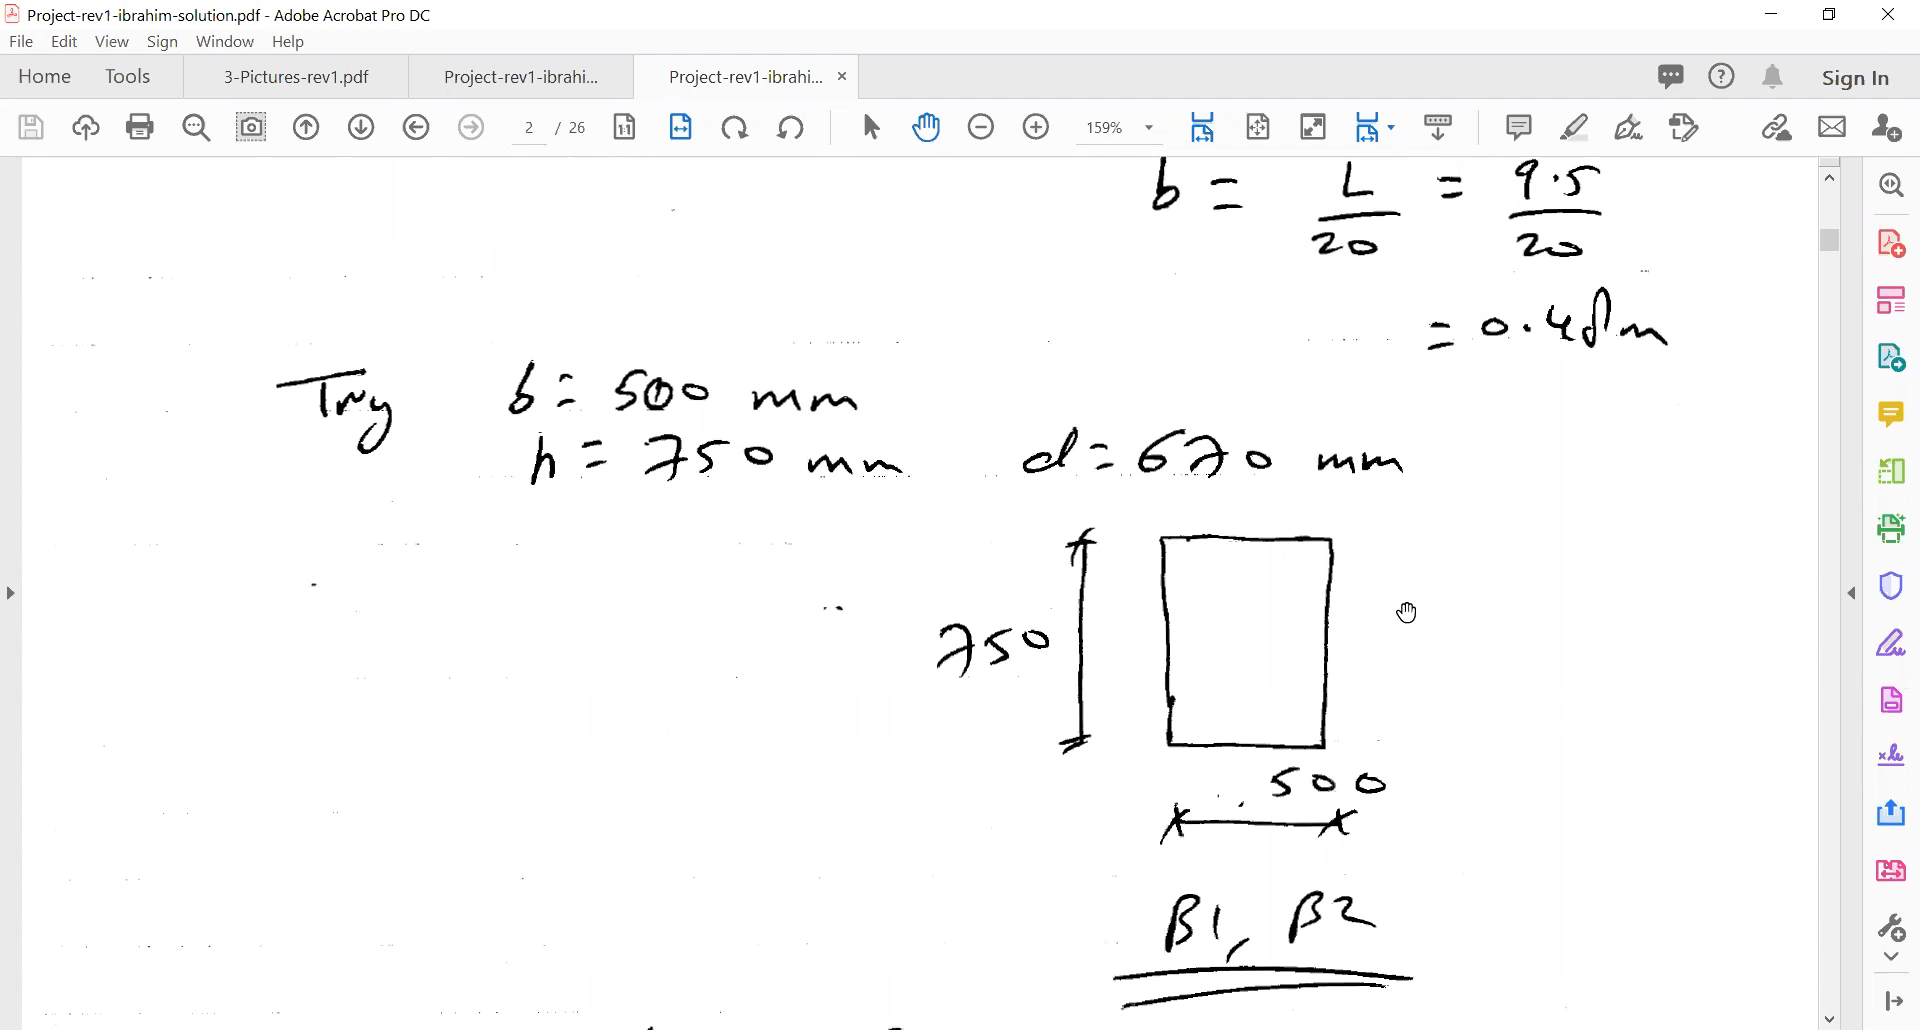 Project-rev1-ibrahim-solution.pdf - Adobe Acrobat Pro DC
File Edit View Sign Window Help
Home Tools 3-Pictures-rev1.pdf Project-rev1-ibrahi... Project-rev1-ibrahi... × Sign In
2 / 26 159%
b = L/20 = 9.5/20
= 0.48m
Try b = 500 mm
h = 750 mm d = 670 mm
750
500
B1, B2